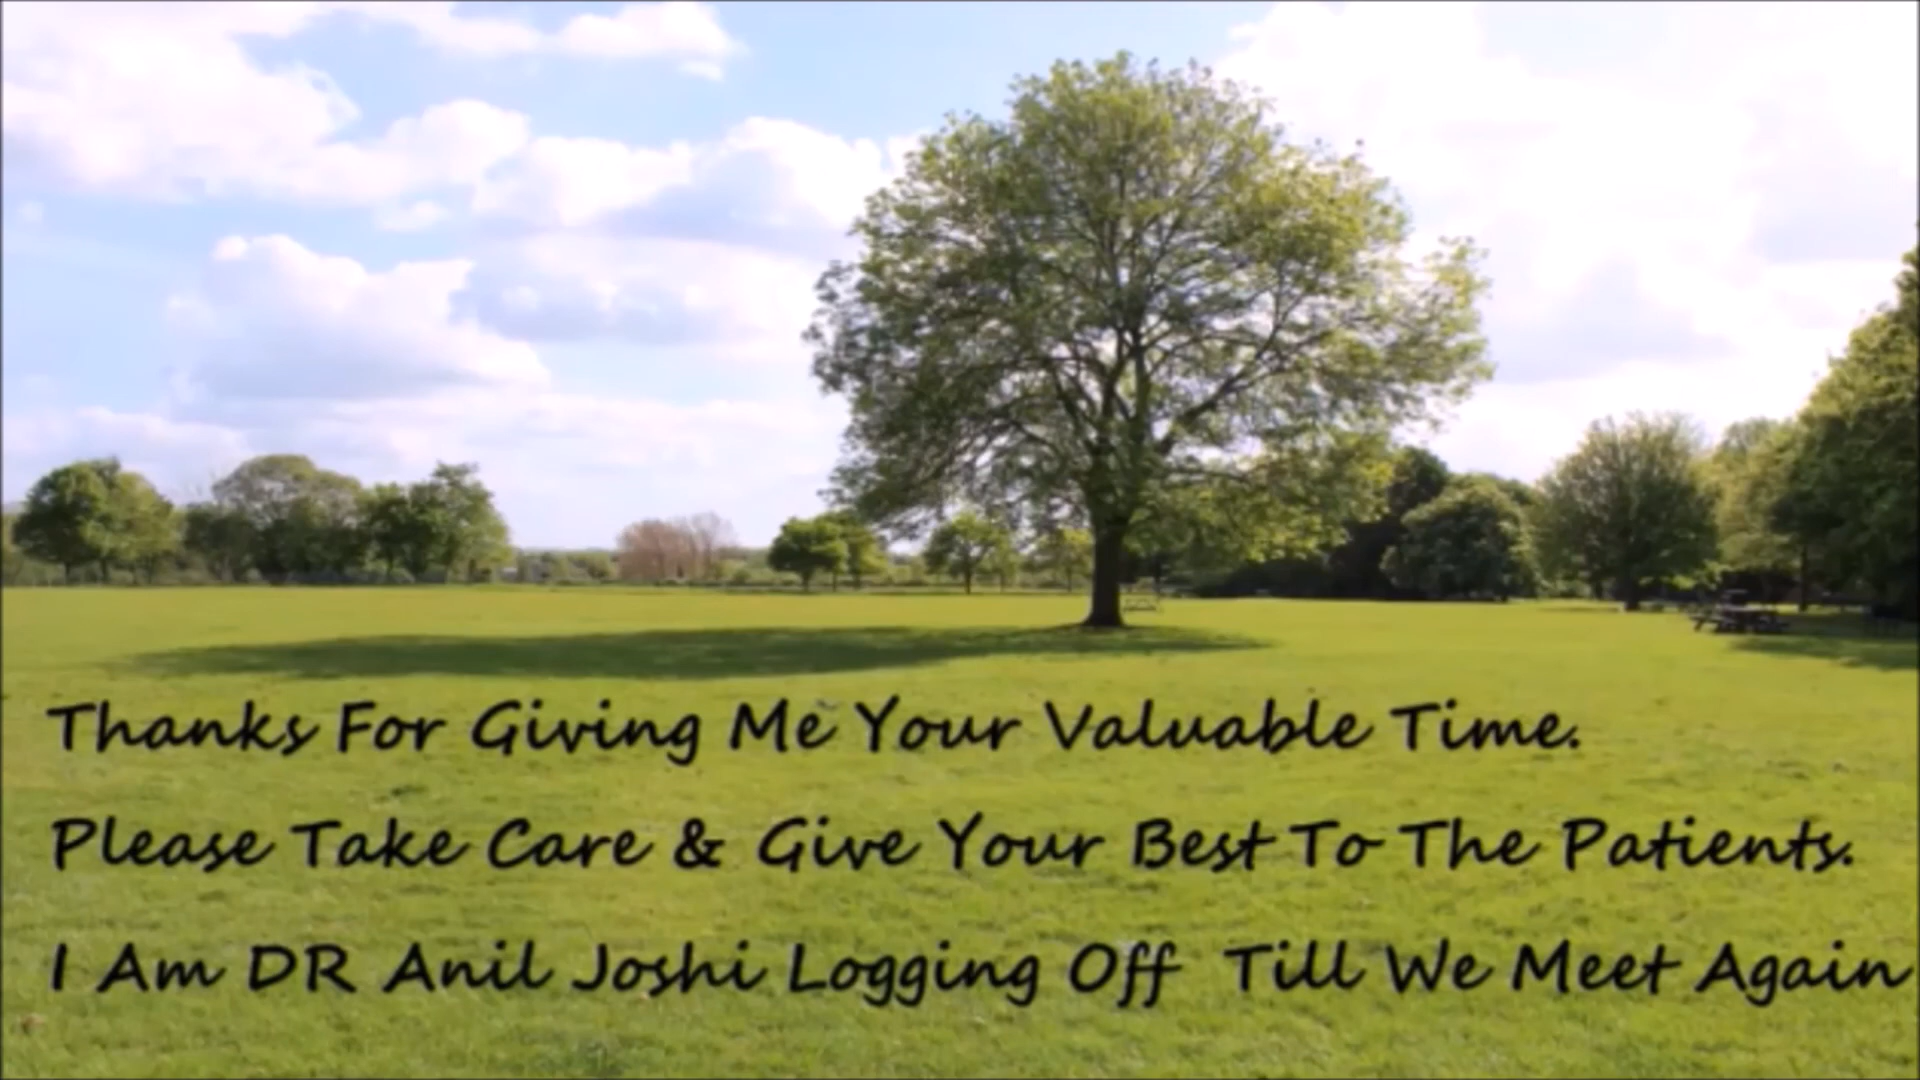 Thanks For Giving Me Your Valuable Time.
Please Take Care & Give Your Best To The Patients.
I Am DR Anil Joshi Logging Off Till We Meet Again